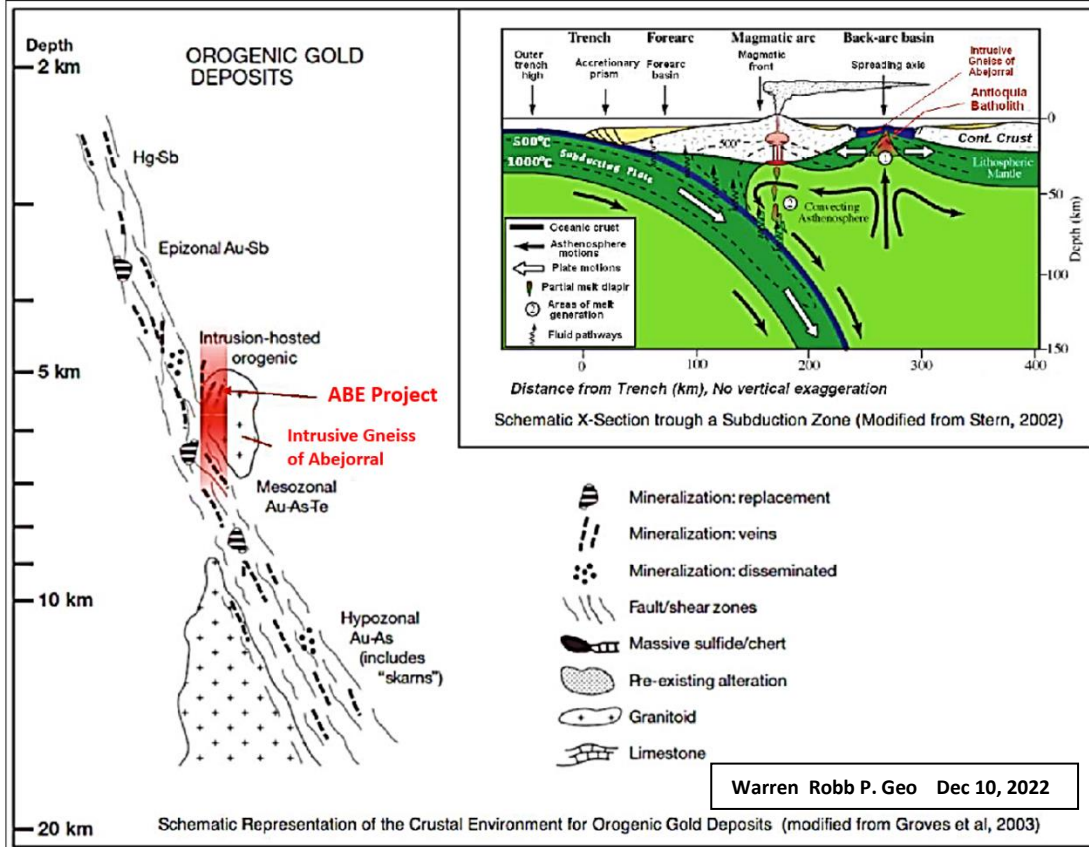 Depth
2 km
5 km
10 km
20 km
OROGENIC GOLD
DEPOSITS
Hg-Sb
Epizonal Au-Sb
Intrusion-hosted
orogenic
ABE Project
Intrusive Gneiss
of Abejorral
Mesozonal
Au-As-Te
Hypozonal
Au-As
(includes
"skarns")
Trench
Forearc
Magmatic arc
Back-arc basin
Outer
trench
high
Accretionary
prism
Forearc
basin
Magmatic
front
Spreading axis
Intrusive
Gneiss of
Abejorral
Antioquia
Batholith
500°C
1000°C
Subducting Plate
500°
Cont. Crust
Lithospheric
Mantle
1
2
Convecting
Asthenosphere
0
50
100
150
Depth (km)
Oceanic crust
Asthenosphere
motions
Plate motions
Partial melt diapir
2 Areas of melt
generation
Fluid pathways
0
100
200
300
400
Distance from Trench (km), No vertical exaggeration
Schematic X-Section trough a Subduction Zone (Modified from Stern, 2002)
Mineralization: replacement
Mineralization: veins
Mineralization: disseminated
Fault/shear zones
Massive sulfide/chert
Pre-existing alteration
Granitoid
Limestone
Warren Robb P. Geo Dec 10, 2022
Schematic Representation of the Crustal Environment for Orogenic Gold Deposits (modified from Groves et al, 2003)